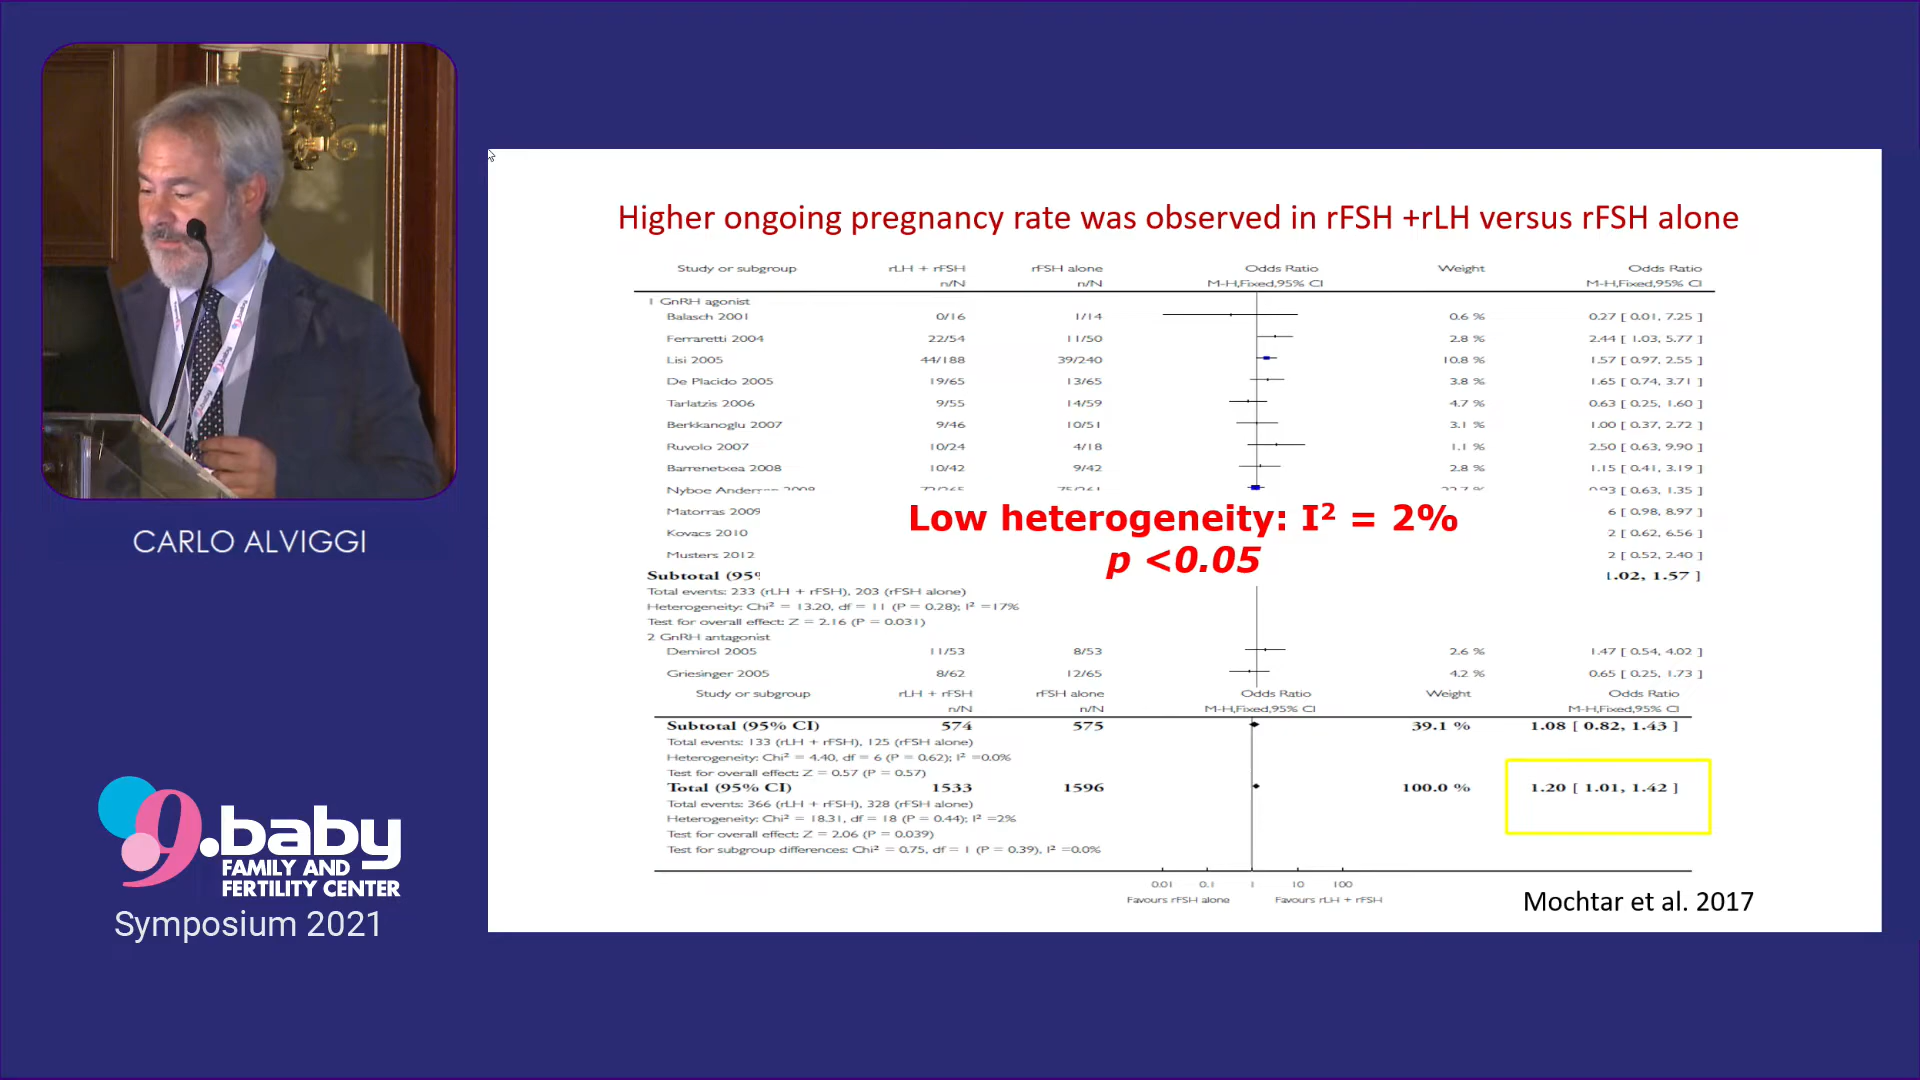 CARLO ALVIGGI
9.baby
FAMILY AND
FERTILITY CENTER
Symposium 2021
Higher ongoing pregnancy rate was observed in rFSH +rLH versus rFSH alone
Study or subgroup rLH + rFSH rFSH alone Odds Ratio Weight Odds Ratio
n/N n/N M-H,Fixed,95% CI M-H,Fixed,95% CI
1 GnRH agonist
Balasch 2001 0/16 1/14 0.6 % 0.27 [ 0.01, 7.25 ]
Ferraretti 2004 22/54 11/50 2.8 % 2.44 [ 1.03, 5.77 ]
Lisi 2005 44/188 39/240 10.8 % 1.57 [ 0.97, 2.55 ]
De Placido 2005 19/65 13/65 3.8 % 1.65 [ 0.74, 3.71 ]
Tarlatzis 2006 9/55 14/59 4.7 % 0.63 [ 0.25, 1.60 ]
Berkkanoglu 2007 9/46 10/51 3.1 % 1.00 [ 0.37, 2.72 ]
Ruvolo 2007 10/24 4/18 1.1 % 2.50 [ 0.63, 9.90 ]
Barrenetxea 2008 10/42 9/42 2.8 % 1.15 [ 0.41, 3.19 ]
Nyboe 0.93 [ 0.63, 1.35 ]
Matorras 2009 6 [ 0.98, 8.97 ]
Low heterogeneity: I² = 2%
Kovacs 2010 2 [ 0.62, 6.56 ]
Musters 2012 2 [ 0.52, 2.40 ]
p <0.05
Subtotal (95 1.02, 1.57 ]
Total events: 233 (rLH + rFSH), 203 (rFSH alone)
Heterogeneity: Chi² = 13.20, df = 11 (P = 0.28); I² =17%
Test for overall effect: Z = 2.16 (P = 0.031)
2 GnRH antagonist
Demirol 2005 11/53 8/53 2.6 % 1.47 [ 0.54, 4.02 ]
Griesinger 2005 8/62 12/65 4.2 % 0.65 [ 0.25, 1.73 ]
Study or subgroup rLH + rFSH rFSH alone Odds Ratio Weight Odds Ratio
n/N n/N M-H,Fixed,95% CI M-H,Fixed,95% CI
Subtotal (95% CI) 574 575 39.1 % 1.08 [ 0.82, 1.43 ]
Total events: 133 (rLH + rFSH), 125 (rFSH alone)
Heterogeneity: Chi² = 4.40, df = 6 (P = 0.62); I² =0.0%
Test for overall effect: Z = 0.57 (P = 0.57)
Total (95% CI) 1533 1596 100.0 % 1.20 [ 1.01, 1.42 ]
Total events: 366 (rLH + rFSH), 328 (rFSH alone)
Heterogeneity: Chi² = 18.31, df = 18 (P = 0.44); I² =2%
Test for overall effect: Z = 2.06 (P = 0.039)
Test for subgroup differences: Chi² = 0.75, df = 1 (P = 0.39), I² =0.0%
0.01 0.1 1 10 100
Favours rFSH alone Favours rLH + rFSH
Mochtar et al. 2017